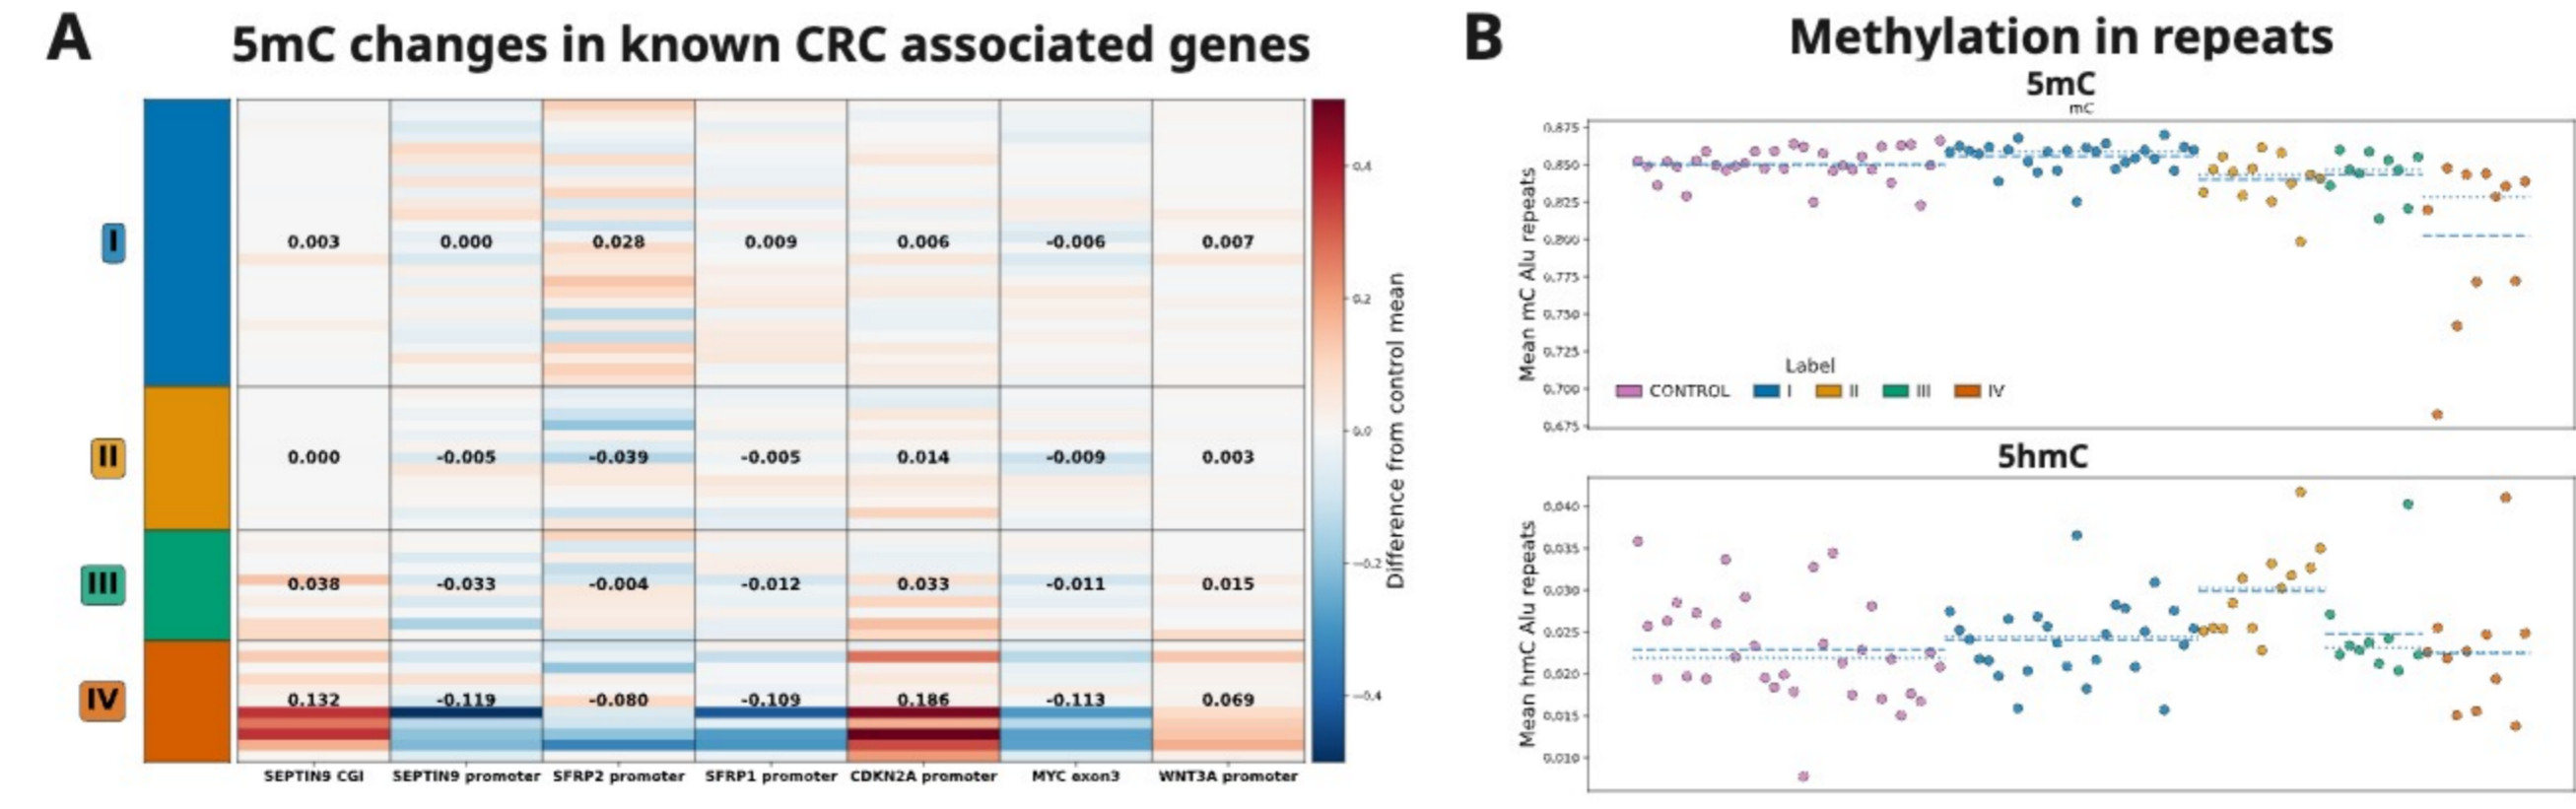 A
5mC changes in known CRC associated genes
I
II
III
IV
0.003 0.000 0.028 0.009 0.006 -0.006 0.007
0.000 -0.005 -0.039 -0.005 0.014 -0.009 0.003
0.038 -0.033 -0.004 -0.012 0.033 -0.011 0.015
0.132 -0.119 -0.080 -0.109 0.186 -0.113 0.069
SEPTIN9 CGI SEPTIN9 promoter SFRP2 promoter SFRP1 promoter CDKN2A promoter MYC exon3 WNT3A promoter
0.4
0.2
0.0
−0.2
−0.4
Difference from control mean
B
Methylation in repeats
5mC
mC
Mean mC Alu repeats
0.875
0.850
0.825
0.800
0.775
0.750
0.725
0.700
0.675
Label
CONTROL I II III IV
5hmC
Mean hmC Alu repeats
0.040
0.035
0.030
0.025
0.020
0.015
0.010